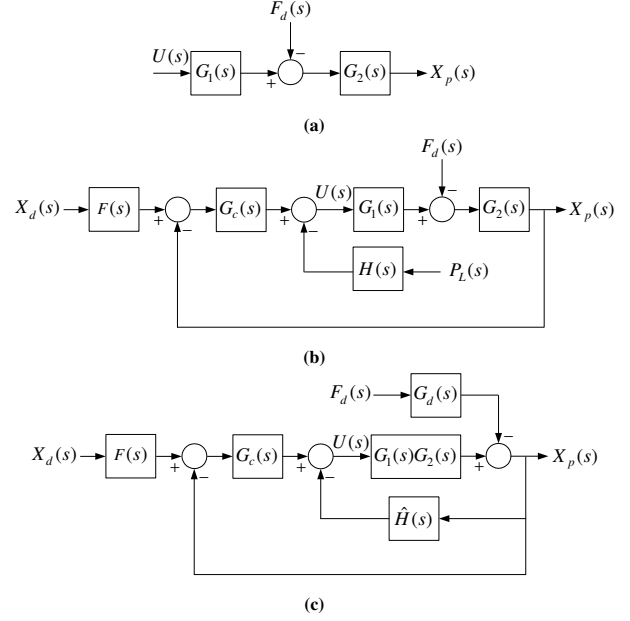 F_d(s)
U(s) G_1(s) + − G_2(s) X_p(s)
(a)
F_d(s)
X_d(s) F(s) + − G_c(s) + − U(s) G_1(s) + − G_2(s) X_p(s)
H(s) P_L(s)
(b)
F_d(s) G_d(s)
X_d(s) F(s) + − G_c(s) + − U(s) G_1(s)G_2(s) + − X_p(s)
Ĥ(s)
(c)